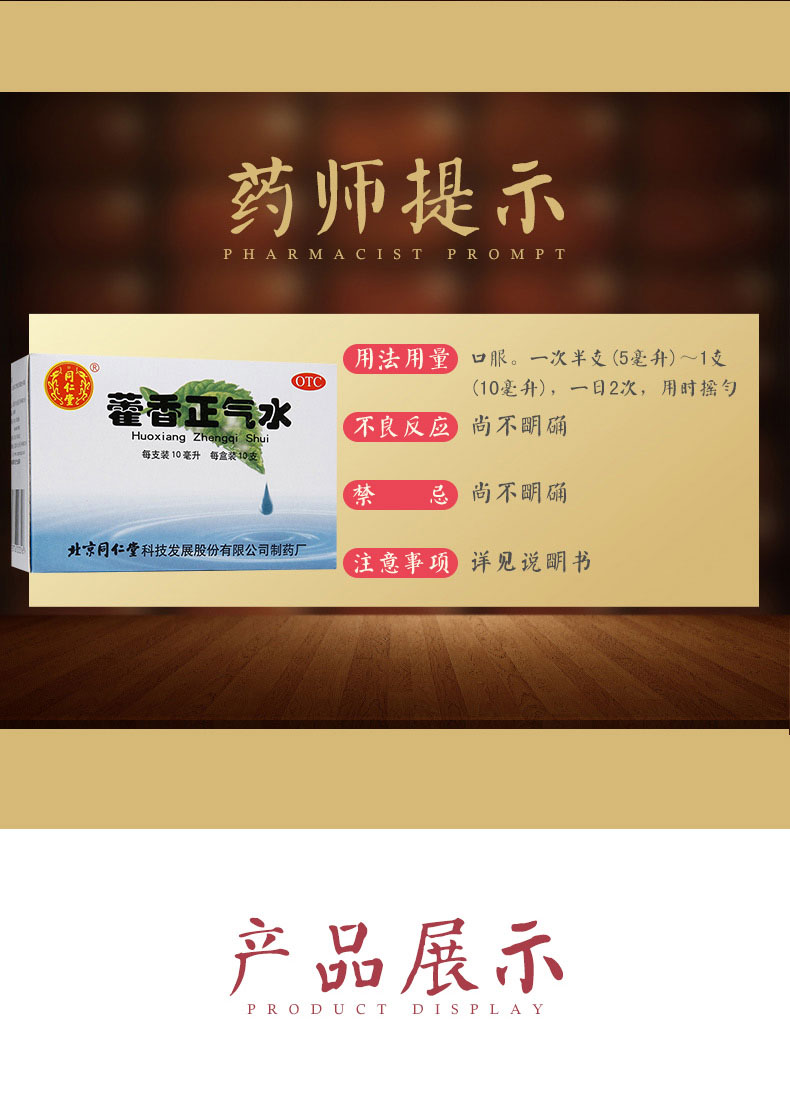 药师提示
PHARMACIST PROMPT
同仁堂
®
OTC
藿香正气水
Huoxiang Zhengqi Shui
每支装10毫升 每盒装10支
北京同仁堂科技发展股份有限公司制药厂
用法用量 口服。一次半支(5毫升)～1支
(10毫升)，一日2次，用时摇匀
不良反应 尚不明确
禁忌 尚不明确
注意事项 详见说明书
产品展示
PRODUCT DISPLAY